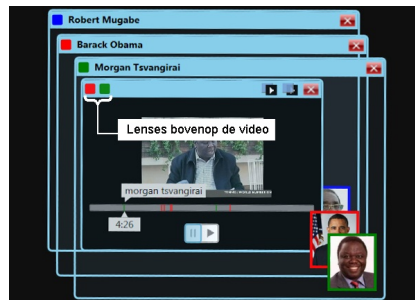 Robert Mugabe
Barack Obama
Morgan Tsvangirai
Lenses bovenop de video
morgan tsvangirai
4:26